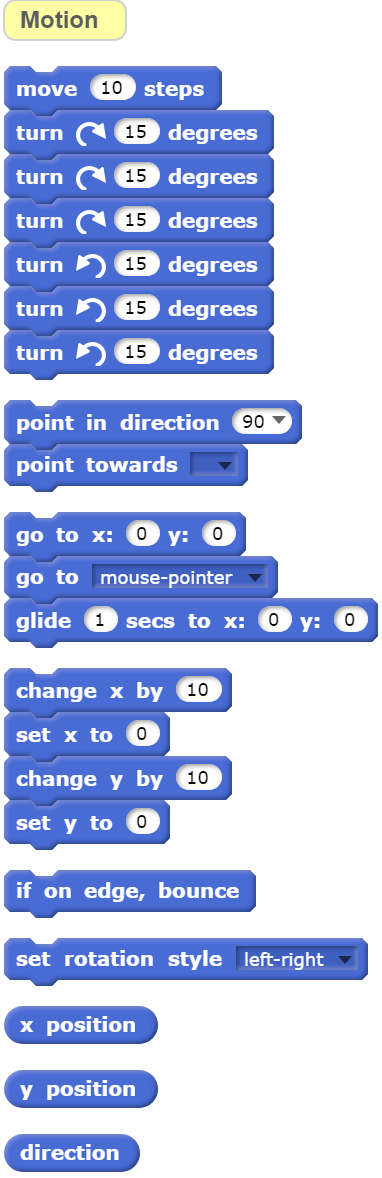 Motion
move 10 steps
turn 15 degrees
turn 15 degrees
turn 15 degrees
turn 15 degrees
turn 15 degrees
turn 15 degrees
point in direction 90
point towards
go to x: 0 y: 0
go to mouse-pointer
glide 1 secs to x: 0 y: 0
change x by 10
set x to 0
change y by 10
set y to 0
if on edge, bounce
set rotation style left-right
x position
y position
direction